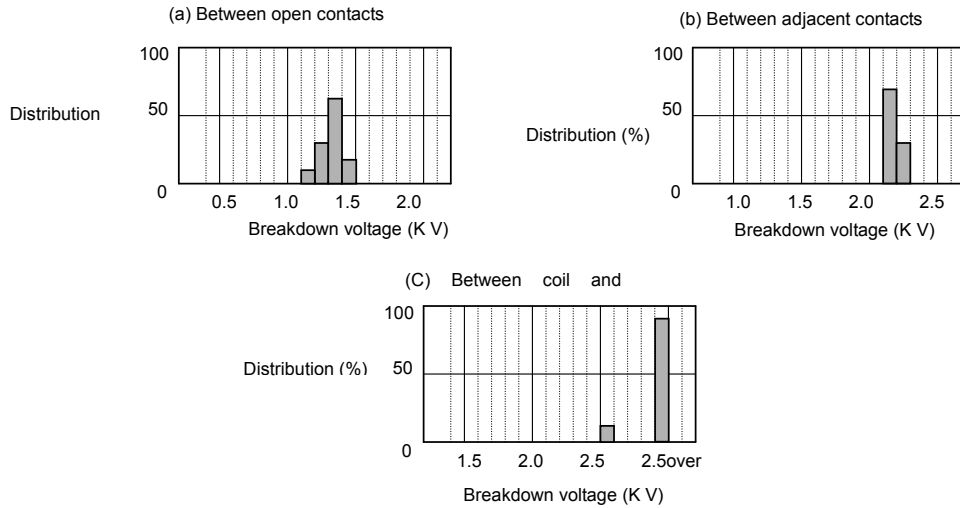 (a) Between open contacts
100
Distribution
50
0
0.5 1.0 1.5 2.0
Breakdown voltage (K V)
(b) Between adjacent contacts
100
50
Distribution (%)
0
1.0 1.5 2.0 2.5
Breakdown voltage (K V)
(C) Between coil and
100
50
Distribution (%)
0
1.5 2.0 2.5 2.5over
Breakdown voltage (K V)